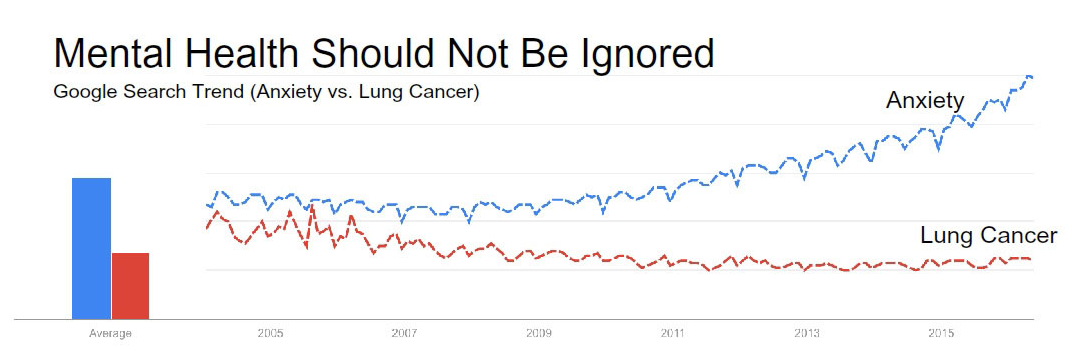 Mental Health Should Not Be Ignored
Google Search Trend (Anxiety vs. Lung Cancer)
Anxiety
Lung Cancer
Average 2005 2007 2009 2011 2013 2015